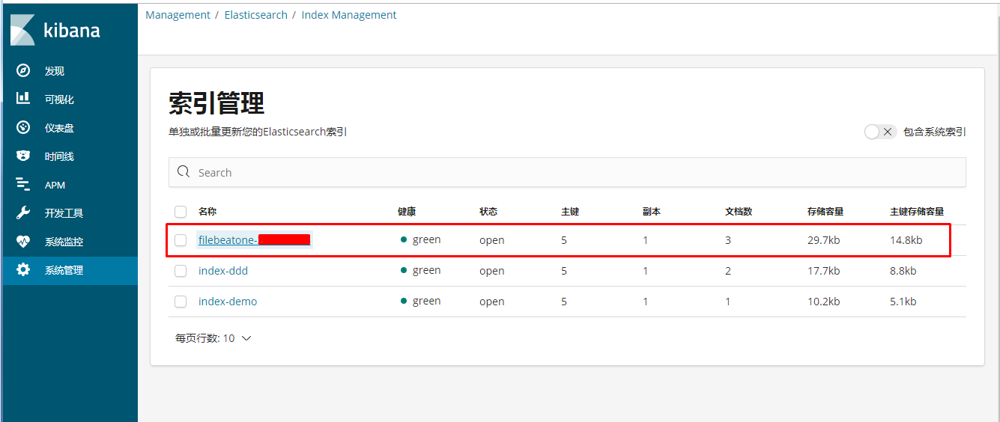 kibana
发现
可视化
仪表盘
时间线
APM
开发工具
系统监控
系统管理
Management / Elasticsearch / Index Management
索引管理
单独或批量更新您的Elasticsearch索引
包含系统索引
Search
名称 健康 状态 主键 副本 文档数 存储容量 主键存储容量
filebeatone- green open 5 1 3 29.7kb 14.8kb
index-ddd green open 5 1 2 17.7kb 8.8kb
index-demo green open 5 1 1 10.2kb 5.1kb
每页行数: 10